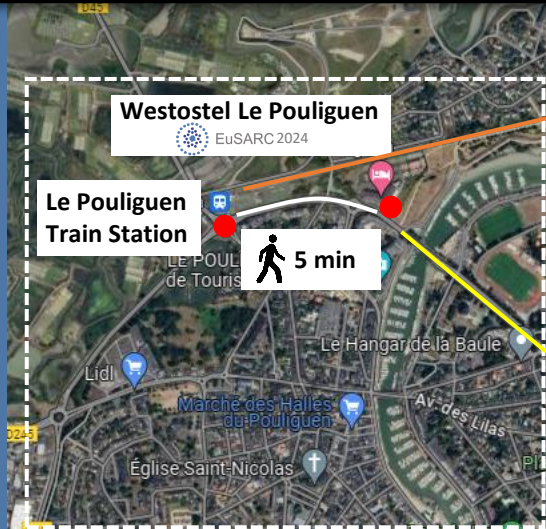 D45
Westostel Le Pouliguen
EuSARC 2024
Le Pouliguen
Train Station
5 min
LE POUL
de Touris
Le Hangar de la Baule
Lidl
Marché des Halles
du Pouliguen
Av. des Lilas
D245
Église Saint-Nicolas
Pl